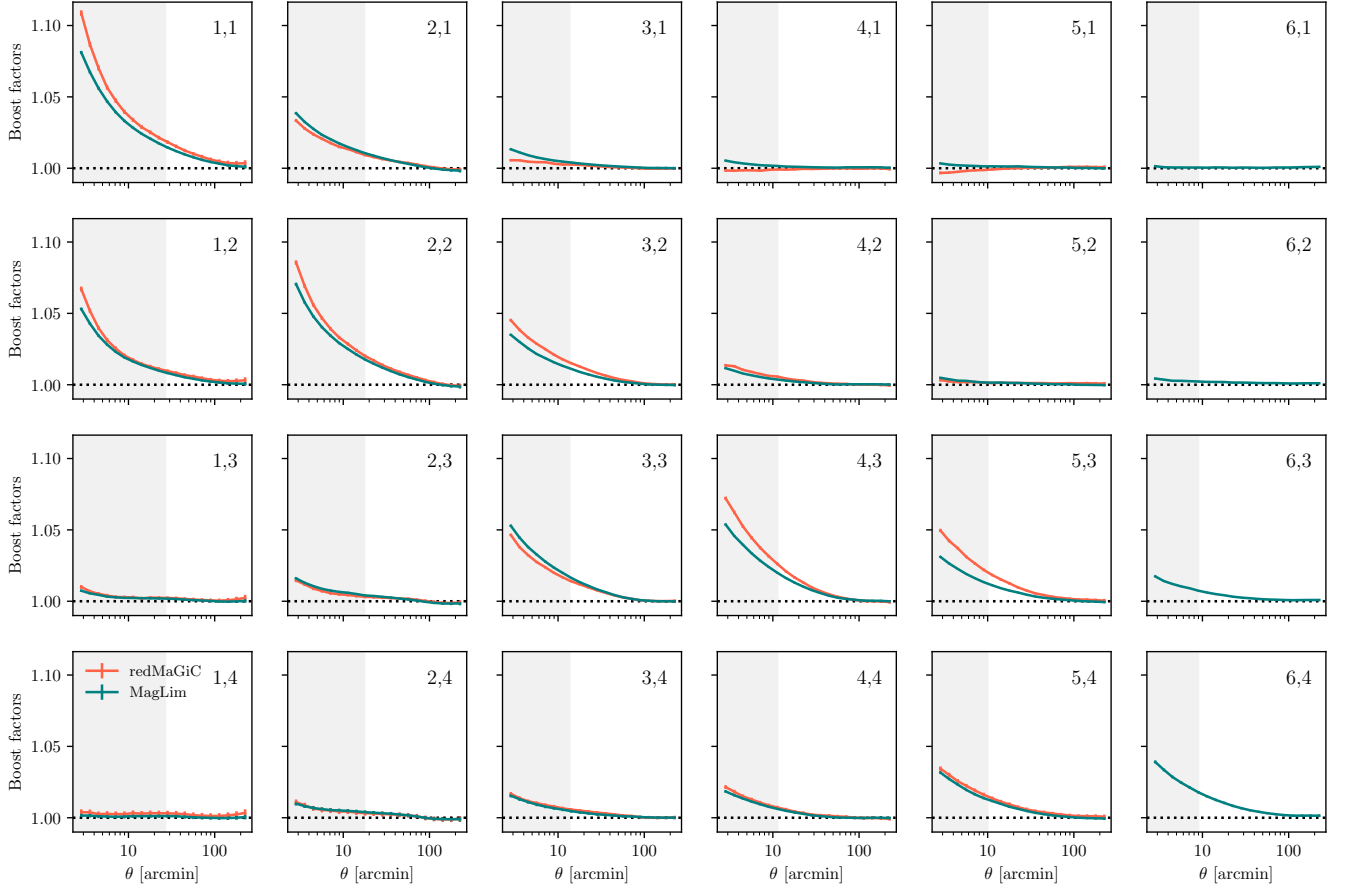 1,1 2,1 3,1 4,1 5,1 6,1
1.10
1.05
1.00
Boost factors
1,2 2,2 3,2 4,2 5,2 6,2
1.10
1.05
1.00
Boost factors
1,3 2,3 3,3 4,3 5,3 6,3
1.10
1.05
1.00
Boost factors
1,4 2,4 3,4 4,4 5,4 6,4
redMaGiC
MagLim
1.10
1.05
1.00
Boost factors
10 100 10 100 10 100 10 100 10 100 10 100
θ [arcmin] θ [arcmin] θ [arcmin] θ [arcmin] θ [arcmin] θ [arcmin]